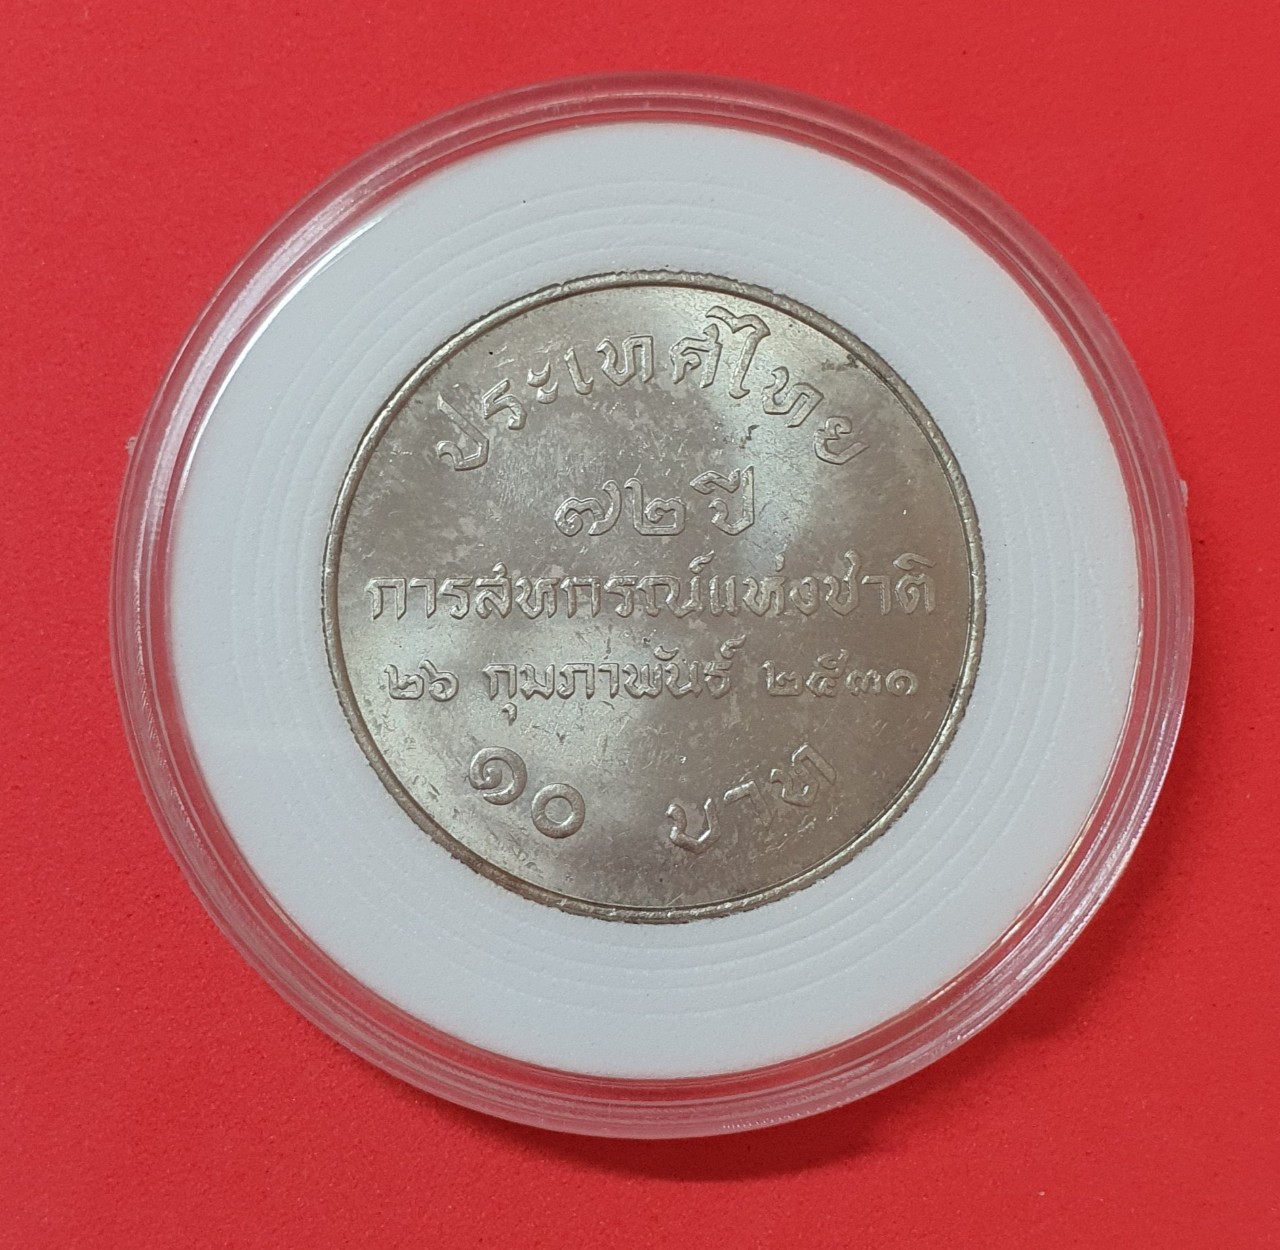 ประเทศไทย
๗๒ ปี
การสหกรณ์แห่งชาติ
๒๖ กุมภาพันธ์ ๒๕๓๑
๑๐ บาท